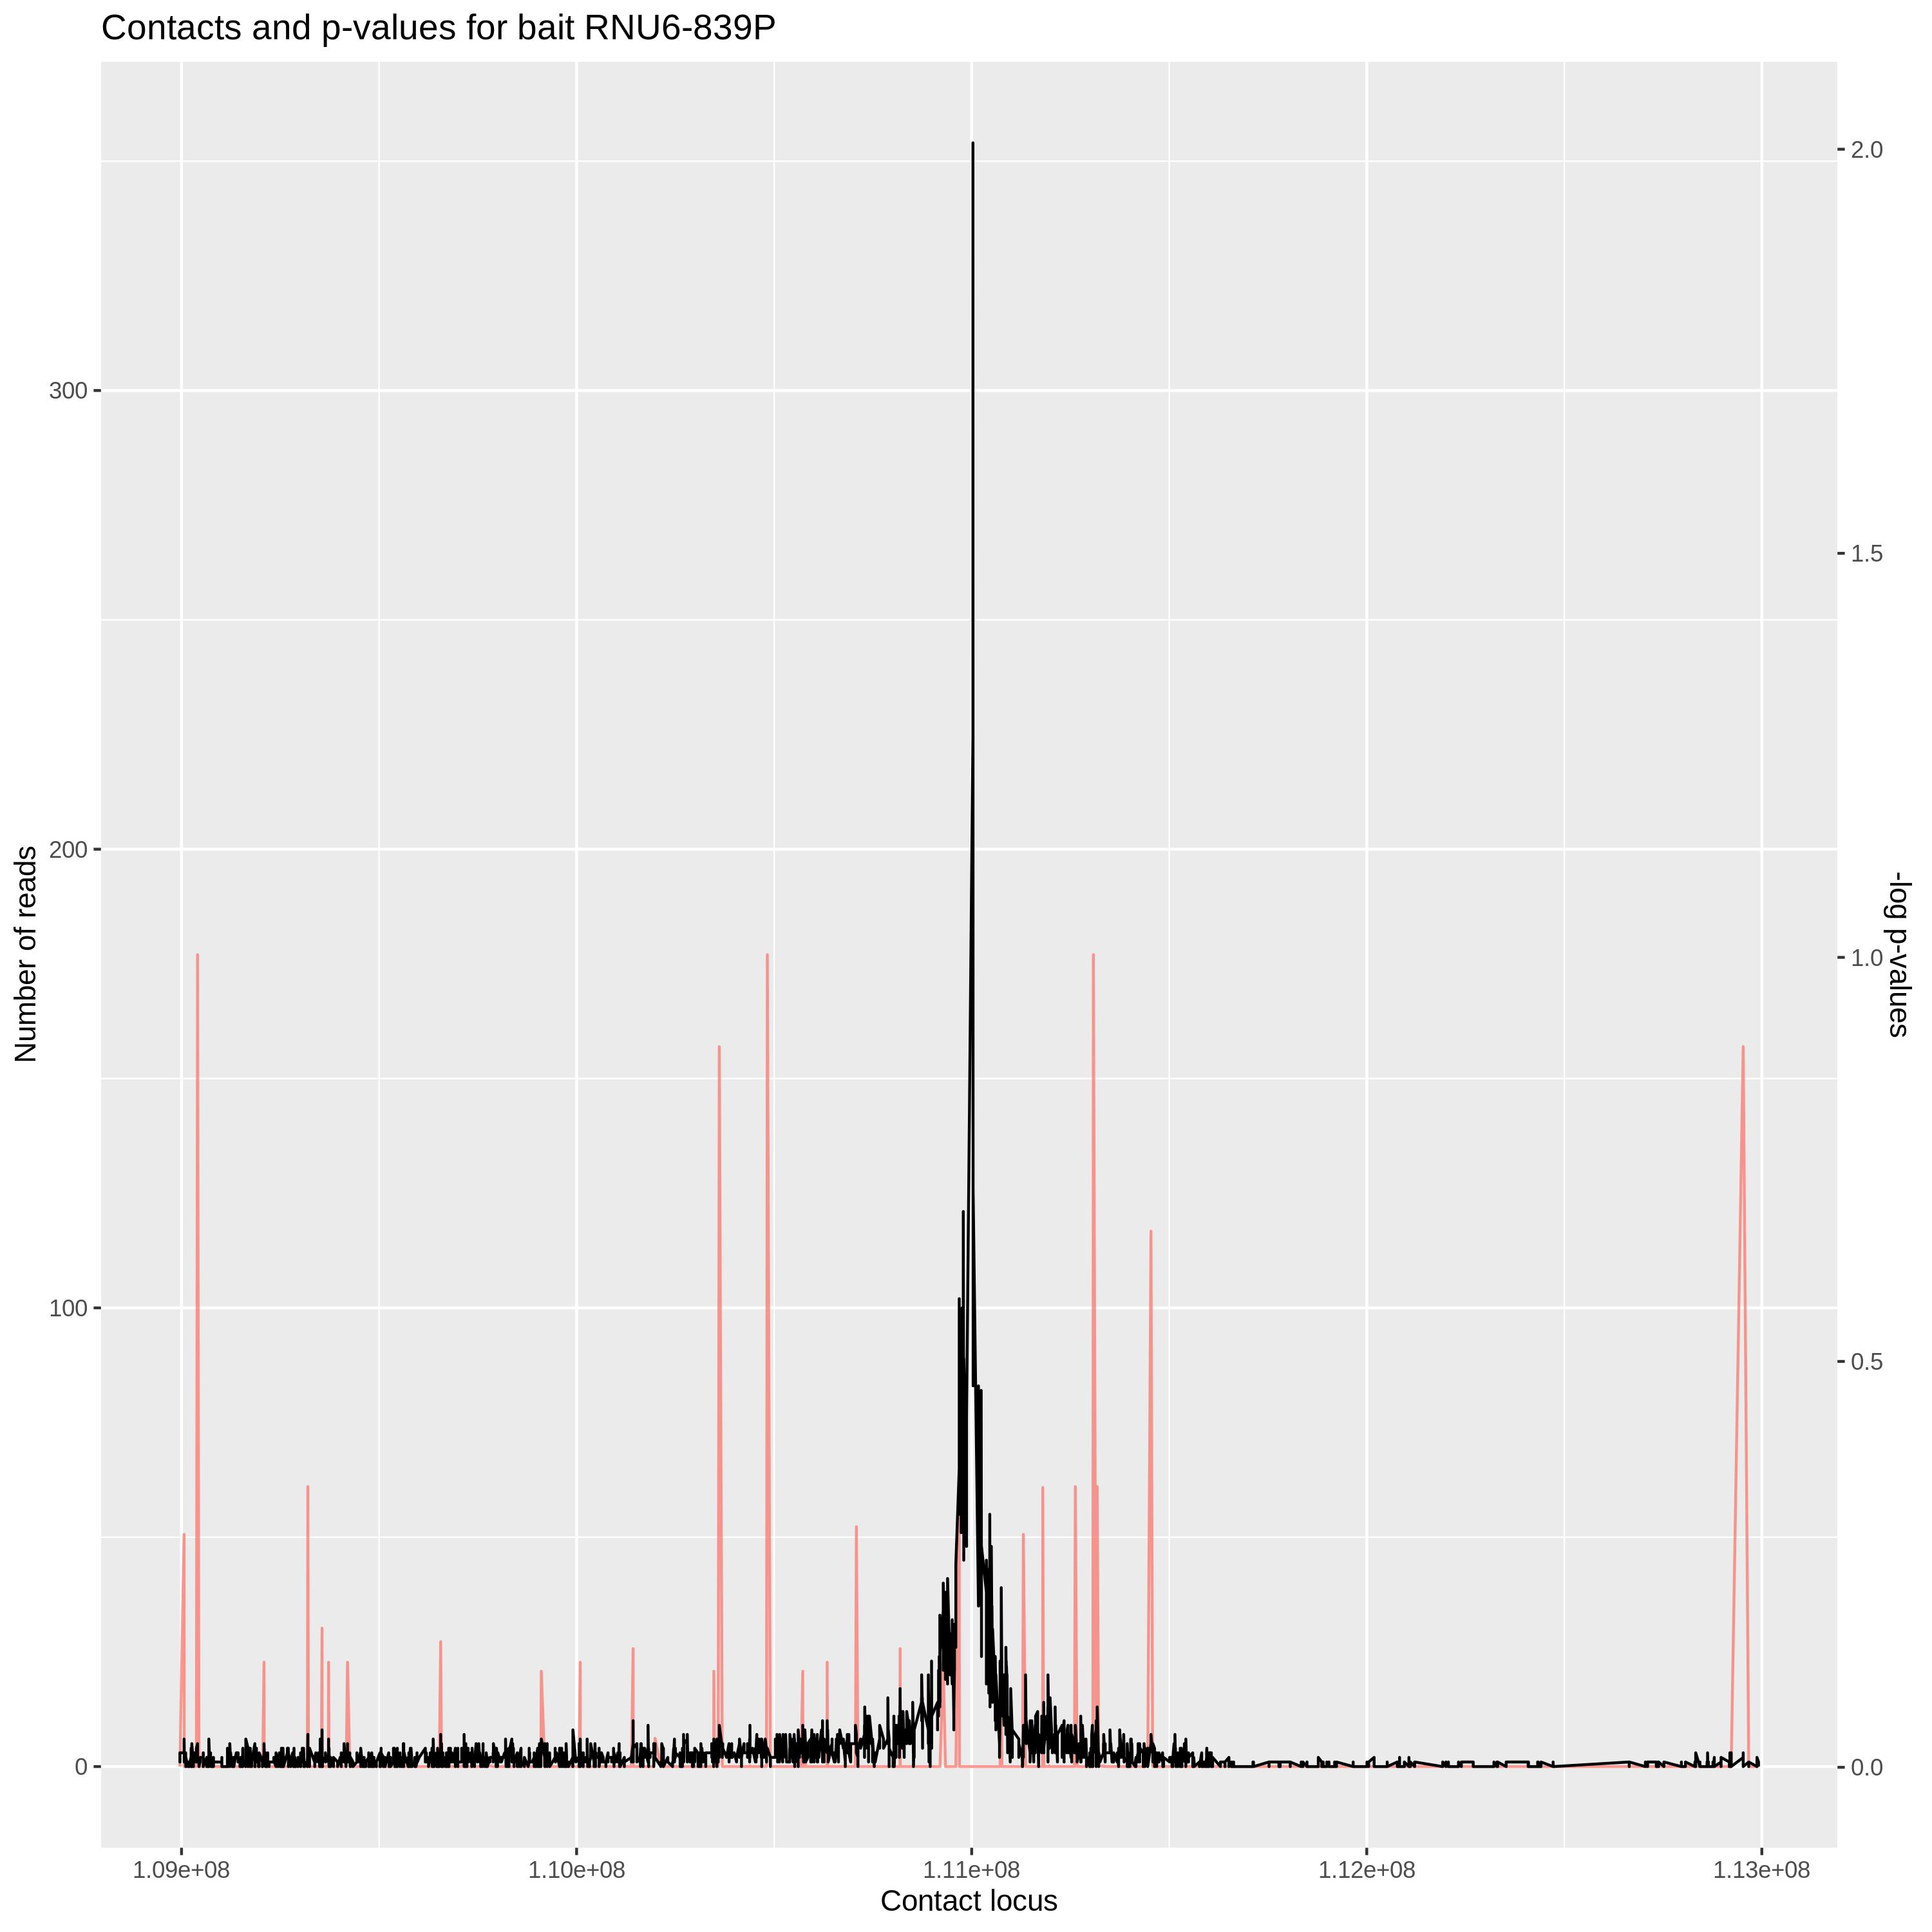 Contacts and p-values for bait RNU6-839P
300
200
100
0
Number of reads
2.0
1.5
1.0
0.5
0.0
-log p-values
1.09e+08 1.10e+08 1.11e+08 1.12e+08 1.13e+08
Contact locus